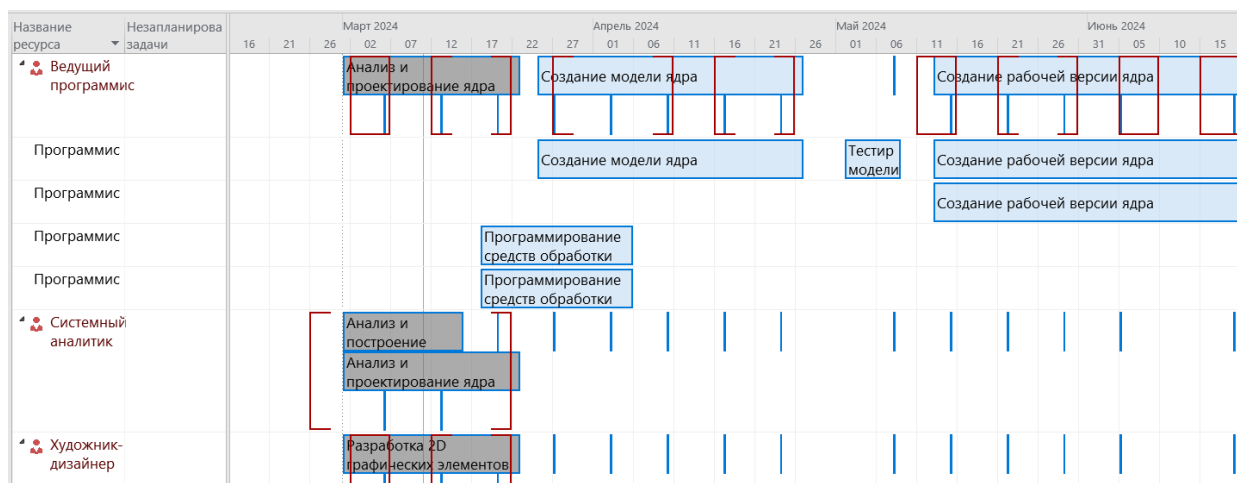 Название Незапланирова Март 2024 Апрель 2024 Май 2024 Июнь 2024
ресурса задачи 16 21 26 02 07 12 17 22 27 01 06 11 16 21 26 01 06 11 16 21 26 31 05 10 15
Ведущий
программис
Анализ и
проектирование ядра
Создание модели ядра
Создание рабочей версии ядра
Программис
Создание модели ядра
Тестир
модели
Создание рабочей версии ядра
Программис
Создание рабочей версии ядра
Программис
Программирование
средств обработки
Программис
Программирование
средств обработки
Системный
аналитик
Анализ и
построение
Анализ и
проектирование ядра
Художник-
дизайнер
Разработка 2D
графических элементов